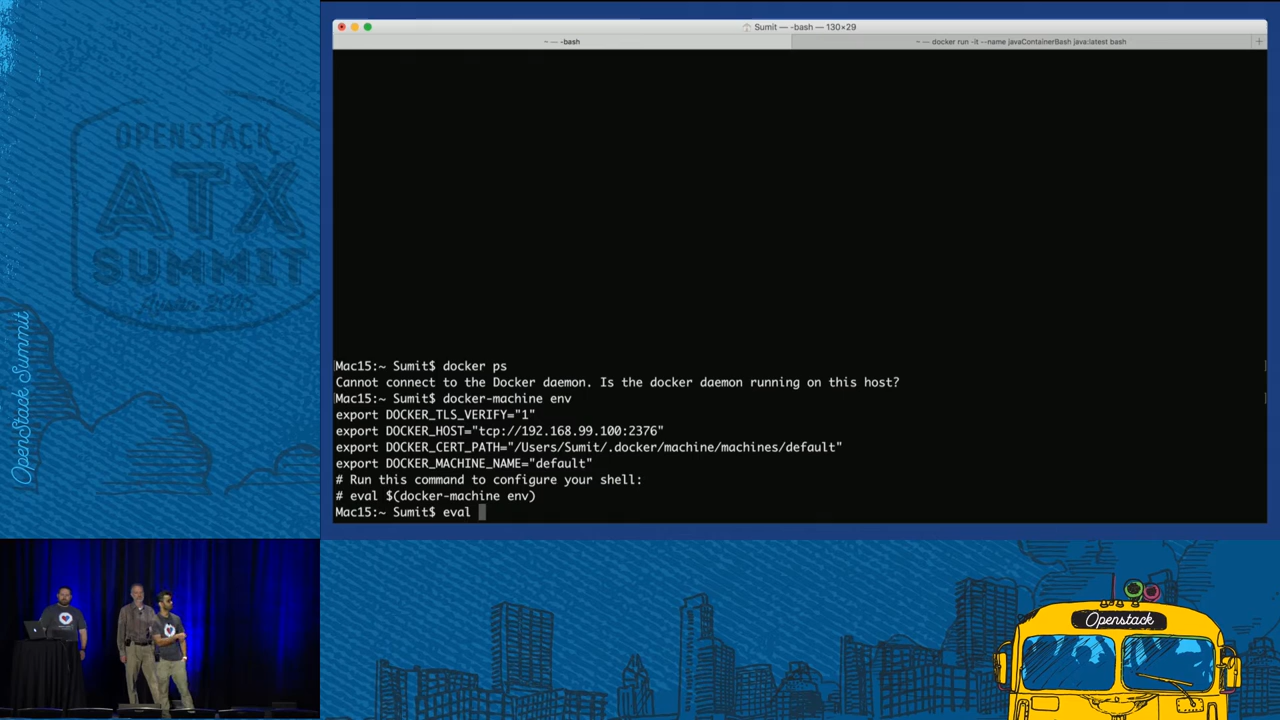 OPENSTACK
ATX
SUMMIT
Austin 2016
OpenStack Summit
Sumit — -bash — 130×29
~ — -bash
~ — docker run -it --name javaContainerBash java:latest bash
Mac15:~ Sumit$ docker ps
Cannot connect to the Docker daemon. Is the docker daemon running on this host?
Mac15:~ Sumit$ docker-machine env
export DOCKER_TLS_VERIFY="1"
export DOCKER_HOST="tcp://192.168.99.100:2376"
export DOCKER_CERT_PATH="/Users/Sumit/.docker/machine/machines/default"
export DOCKER_MACHINE_NAME="default"
# Run this command to configure your shell:
# eval $(docker-machine env)
Mac15:~ Sumit$ eval
Openstack